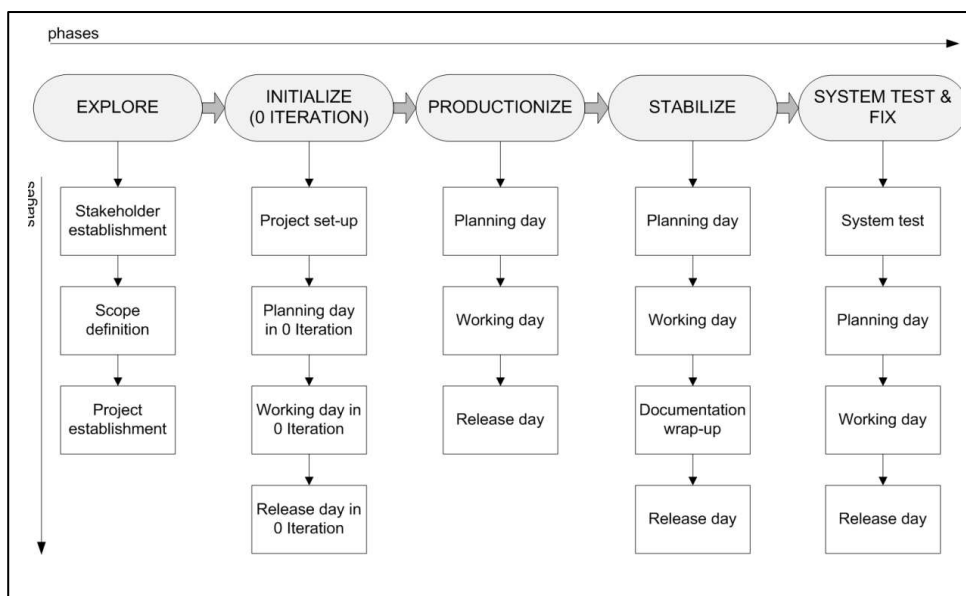 phases
EXPLORE
INITIALIZE
(0 ITERATION)
PRODUCTIONIZE
STABILIZE
SYSTEM TEST &
FIX
stages
Stakeholder
establishment
Scope
definition
Project
establishment
Project set-up
Planning day
in 0 Iteration
Working day in
0 Iteration
Release day in
0 Iteration
Planning day
Working day
Release day
Planning day
Working day
Documentation
wrap-up
Release day
System test
Planning day
Working day
Release day